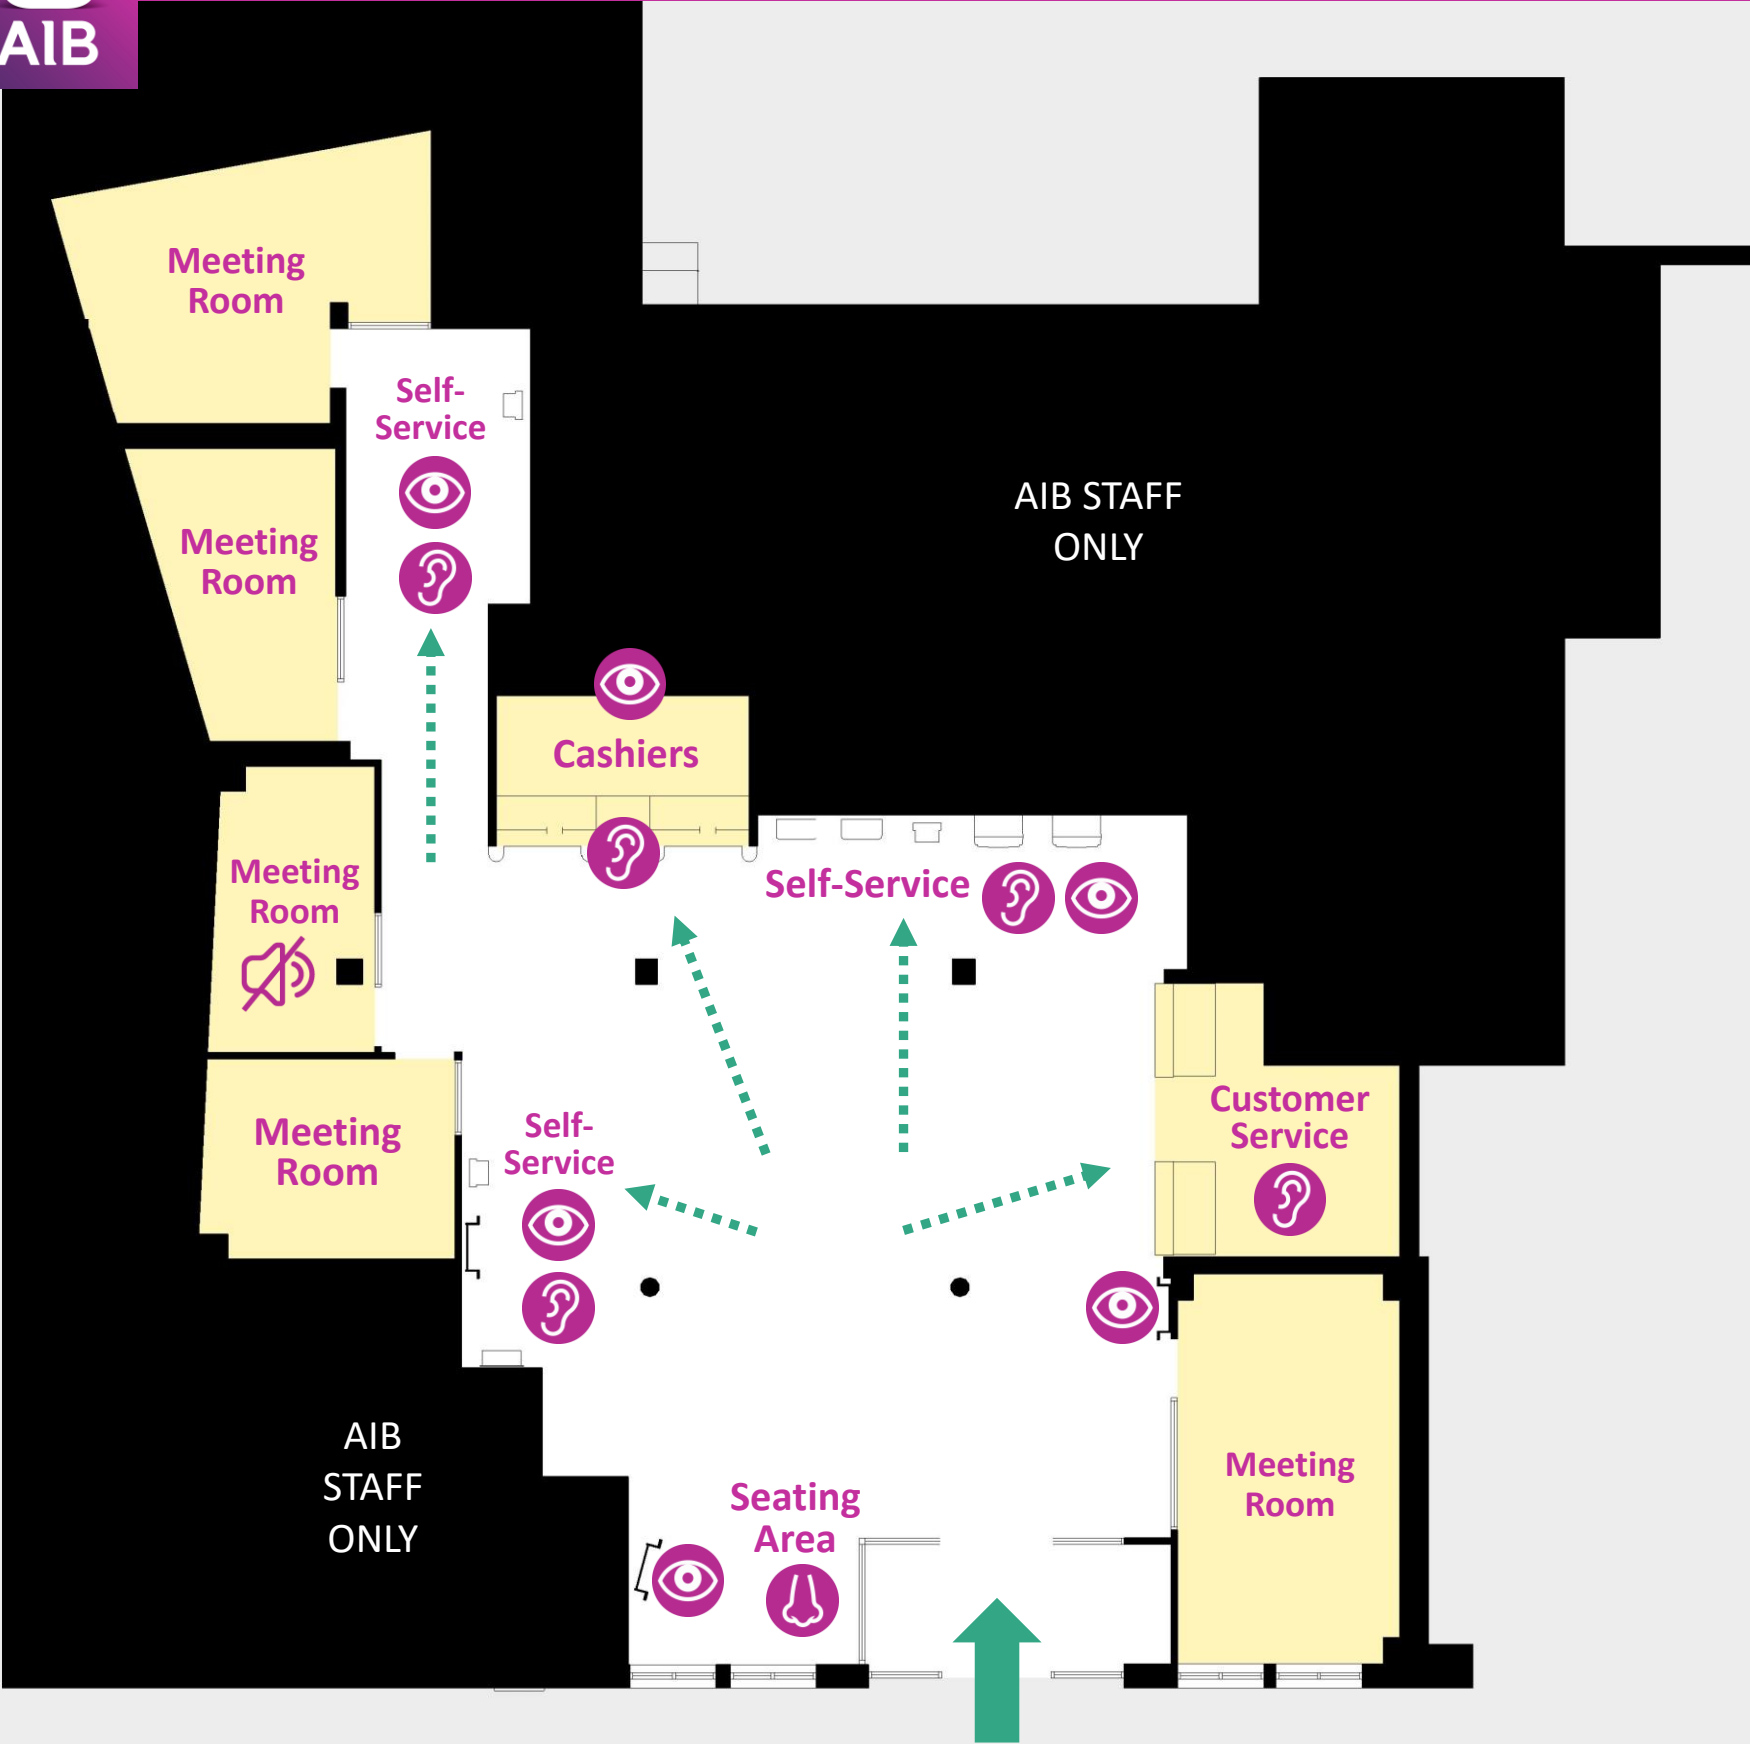 AIB
Meeting
Room
Self-
Service
Meeting
Room
AIB STAFF
ONLY
Cashiers
Meeting
Room
Self-Service
Meeting
Room
Self-
Service
Customer
Service
AIB
STAFF
ONLY
Seating
Area
Meeting
Room